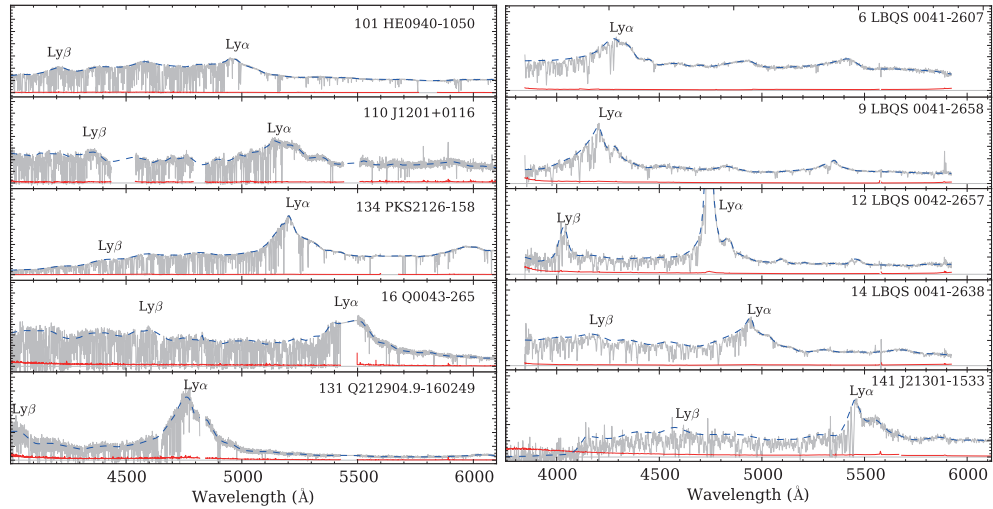 101 HE0940-1050
Lyβ
Lyα
110 J1201+0116
Lyβ
Lyα
134 PKS2126-158
Lyβ
Lyα
16 Q0043-265
Lyβ
Lyα
131 Q212904.9-160249
Lyβ
Lyα
4500 5000 5500 6000
Wavelength (Å)
6 LBQS 0041-2607
Lyα
9 LBQS 0041-2658
Lyα
12 LBQS 0042-2657
Lyβ
Lyα
14 LBQS 0041-2638
Lyβ
Lyα
141 J21301-1533
Lyβ
Lyα
4000 4500 5000 5500 6000
Wavelength (Å)